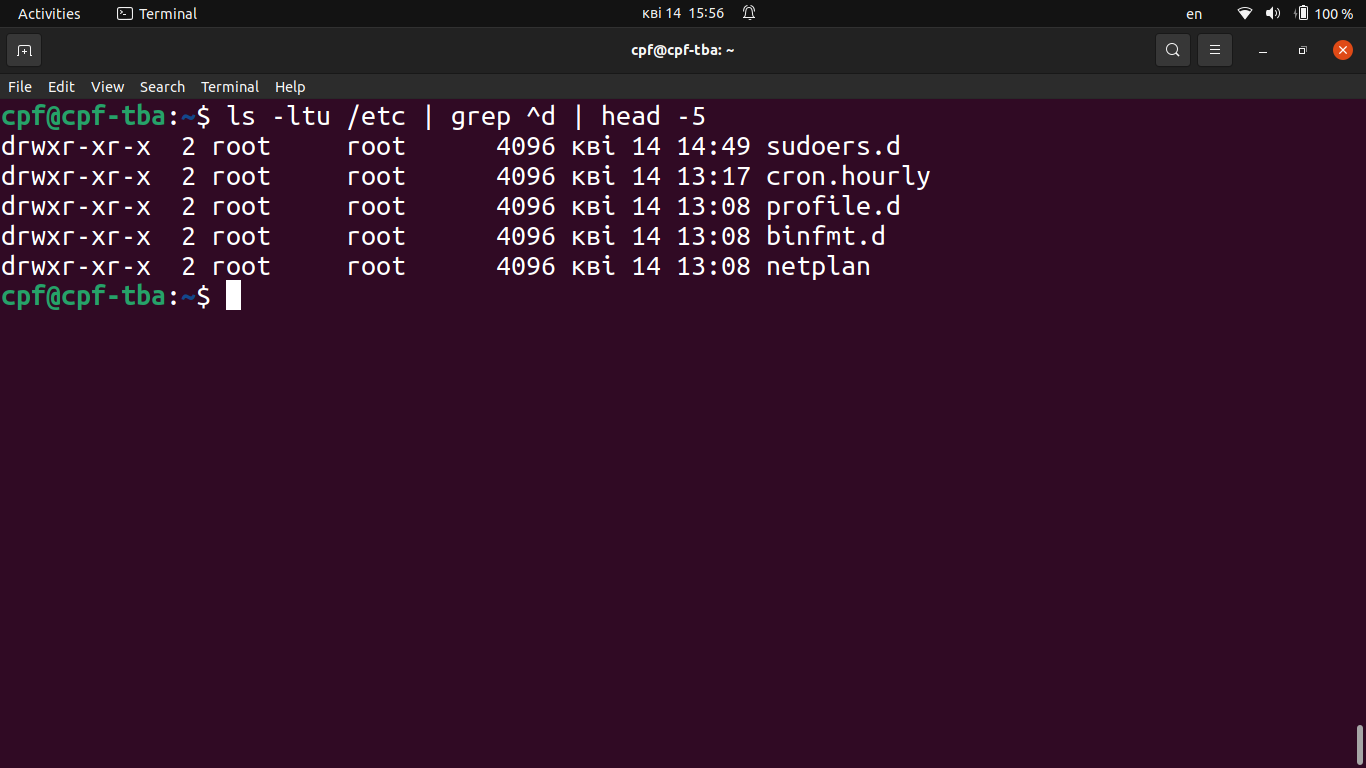 Activities Terminal кві 14 15:56 en 100 %
cpf@cpf-tba: ~
File Edit View Search Terminal Help
cpf@cpf-tba:~$ ls -ltu /etc | grep ^d | head -5
drwxr-xr-x  2 root     root      4096 кві 14 14:49 sudoers.d
drwxr-xr-x  2 root     root      4096 кві 14 13:17 cron.hourly
drwxr-xr-x  2 root     root      4096 кві 14 13:08 profile.d
drwxr-xr-x  2 root     root      4096 кві 14 13:08 binfmt.d
drwxr-xr-x  2 root     root      4096 кві 14 13:08 netplan
cpf@cpf-tba:~$